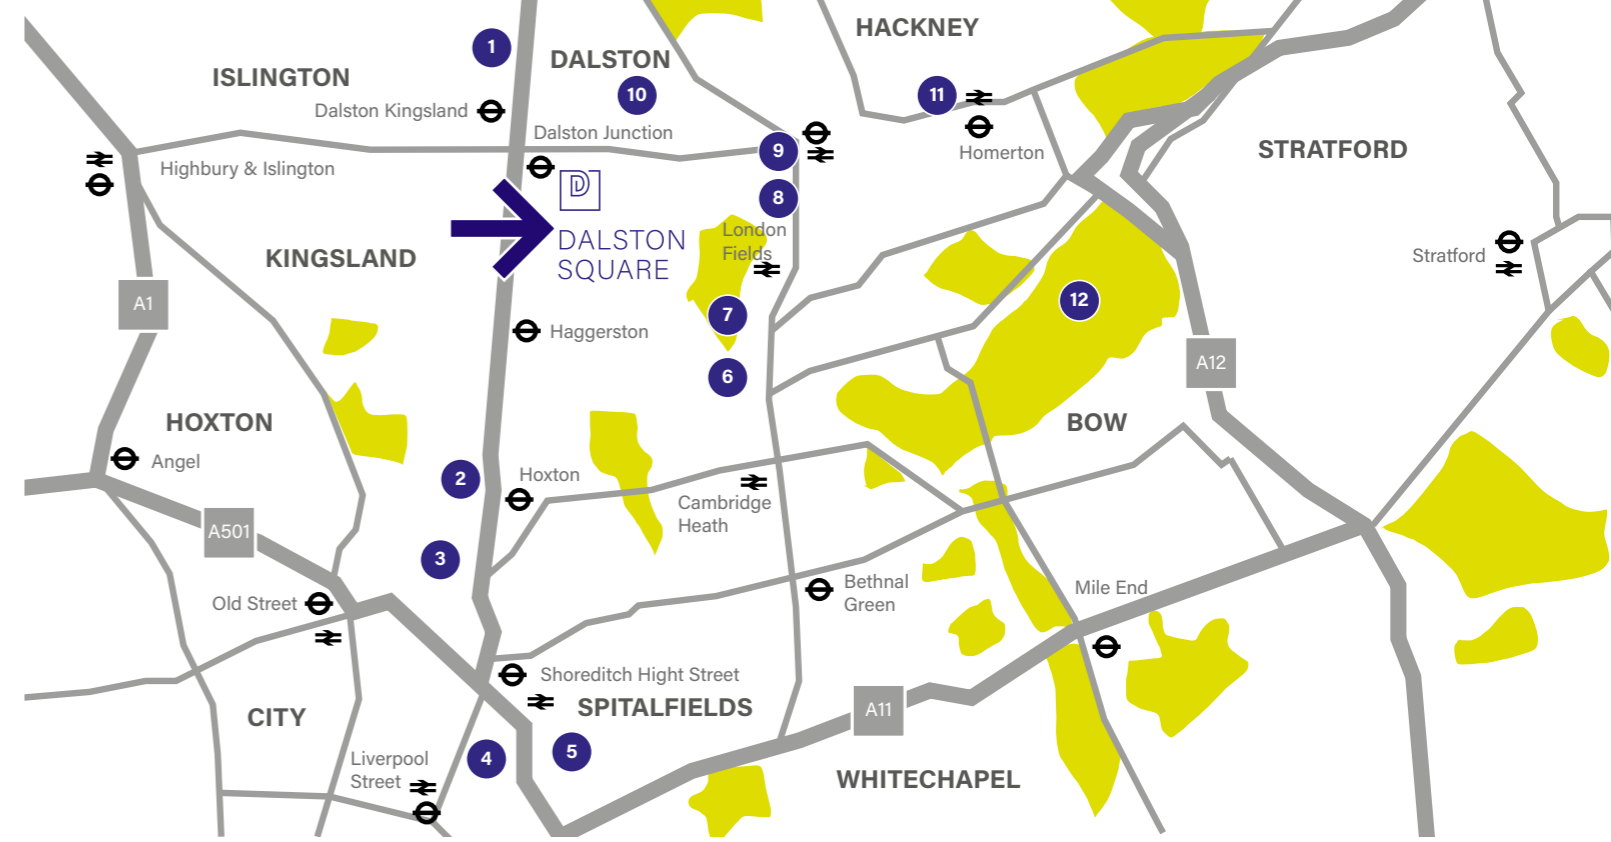 HACKNEY
1
DALSTON
ISLINGTON
10
11
Dalston Kingsland
Dalston Junction
Homerton
STRATFORD
9
Highbury & Islington
8
D
London
Fields
DALSTON
SQUARE
KINGSLAND
Stratford
A1
12
7
Haggerston
A12
6
HOXTON
BOW
Angel
2
Hoxton
Cambridge
Heath
A501
3
Bethnal
Green
Mile End
Old Street
Shoreditch Hight Street
SPITALFIELDS
A11
CITY
4
5
Liverpool
Street
WHITECHAPEL